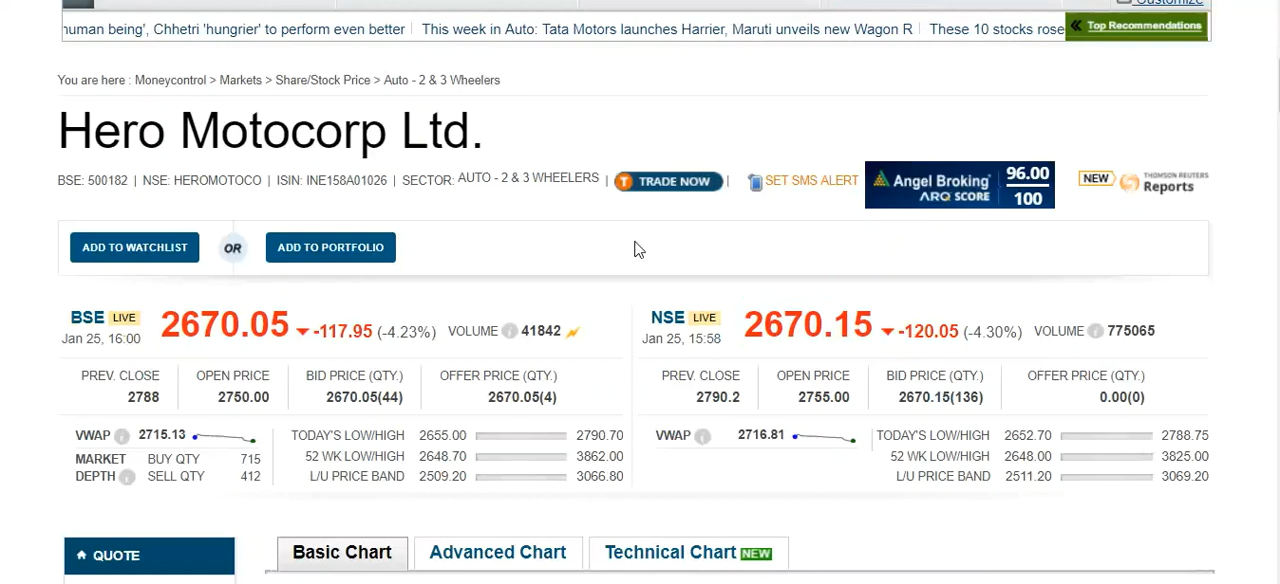 Customize
human being', Chhetri 'hungrier' to perform even better | This week in Auto: Tata Motors launches Harrier, Maruti unveils new Wagon R | These 10 stocks rose
Top Recommendations
You are here : Moneycontrol > Markets > Share/Stock Price > Auto - 2 & 3 Wheelers
Hero Motocorp Ltd.
BSE: 500182 | NSE: HEROMOTOCO | ISIN: INE158A01026 | SECTOR: AUTO - 2 & 3 WHEELERS | T TRADE NOW | SET SMS ALERT
Angel Broking 96.00
ARQ SCORE 100
NEW THOMSON REUTERS
Reports
ADD TO WATCHLIST OR ADD TO PORTFOLIO
BSE LIVE 2670.05 -117.95 (-4.23%) VOLUME 41842
Jan 25, 16:00
PREV. CLOSE OPEN PRICE BID PRICE (QTY.) OFFER PRICE (QTY.)
2788 2750.00 2670.05(44) 2670.05(4)
VWAP 2715.13 TODAY'S LOW/HIGH 2655.00 2790.70
MARKET BUY QTY 715 52 WK LOW/HIGH 2648.70 3862.00
DEPTH SELL QTY 412 L/U PRICE BAND 2509.20 3066.80
NSE LIVE 2670.15 -120.05 (-4.30%) VOLUME 775065
Jan 25, 15:58
PREV. CLOSE OPEN PRICE BID PRICE (QTY.) OFFER PRICE (QTY.)
2790.2 2755.00 2670.15(136) 0.00(0)
VWAP 2716.81 TODAY'S LOW/HIGH 2652.70 2788.75
52 WK LOW/HIGH 2648.00 3825.00
L/U PRICE BAND 2511.20 3069.20
QUOTE
Basic Chart Advanced Chart Technical Chart NEW